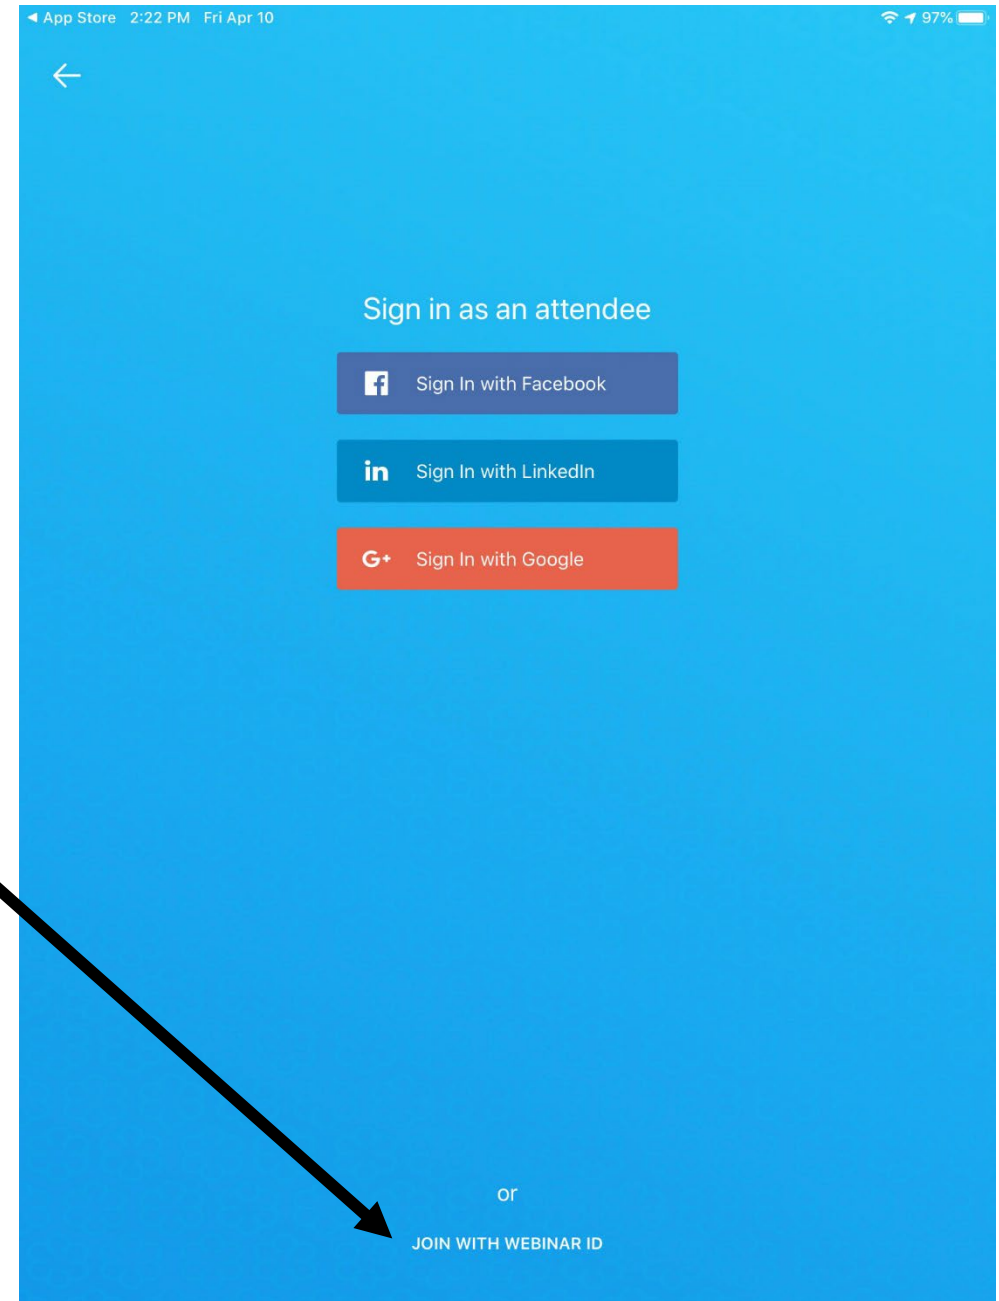 App Store 2:22 PM Fri Apr 10 97%
Sign in as an attendee
Sign In with Facebook
in Sign In with LinkedIn
G+ Sign In with Google
or
JOIN WITH WEBINAR ID